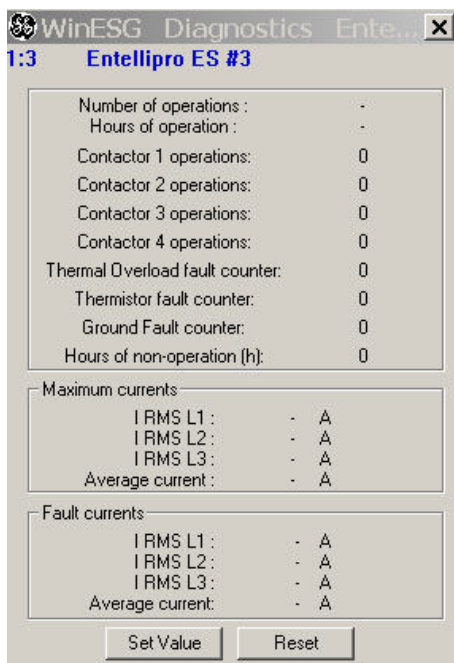 WinESG Diagnostics Ente...
1:3 Entellipro ES #3
Number of operations : -
Hours of operation : -
Contactor 1 operations: 0
Contactor 2 operations: 0
Contactor 3 operations: 0
Contactor 4 operations: 0
Thermal Overload fault counter: 0
Thermistor fault counter: 0
Ground Fault counter: 0
Hours of non-operation (h): 0
Maximum currents
I RMS L1 : - A
I RMS L2 : - A
I RMS L3 : - A
Average current : - A
Fault currents
I RMS L1 : - A
I RMS L2 : - A
I RMS L3 : - A
Average current: - A
Set Value Reset